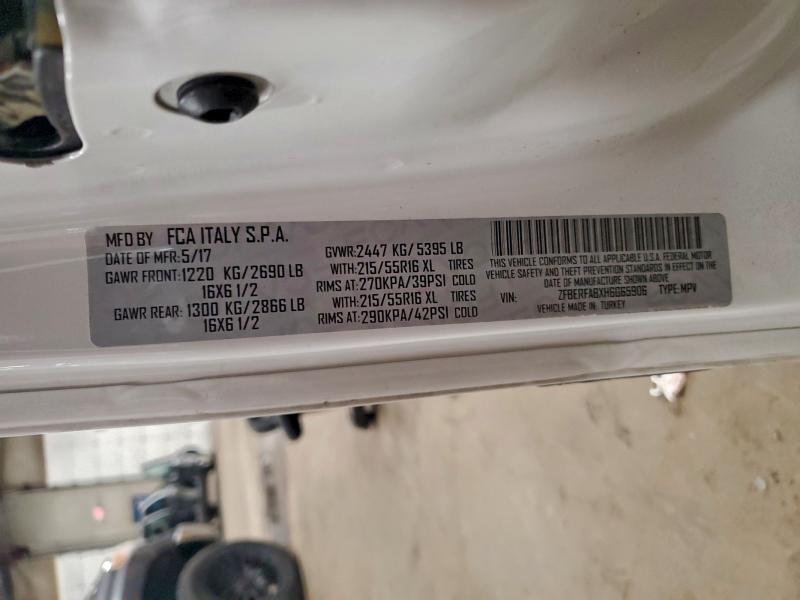 MFD BY FCA ITALY S.P.A.
DATE OF MFR: 5/17
GAWR FRONT: 1220 KG/2690 LB
16X6 1/2
GAWR REAR: 1300 KG/2866 LB
16X6 1/2
GVWR: 2447 KG/ 5395 LB
WITH: 215/55R16 XL TIRES
RIMS AT: 270KPA/39PSI COLD
WITH: 215/55R16 XL TIRES
RIMS AT: 290KPA/42PSI COLD
THIS VEHICLE CONFORMS TO ALL APPLICABLE U.S.A. FEDERAL MOTOR
VEHICLE SAFETY AND THEFT PREVENTION STANDARDS IN EFFECT ON THE
DATE OF MANUFACTURE SHOWN ABOVE
VIN: ZFBERFABXH6G65906 TYPE: MPV
VEHICLE MADE IN: TURKEY